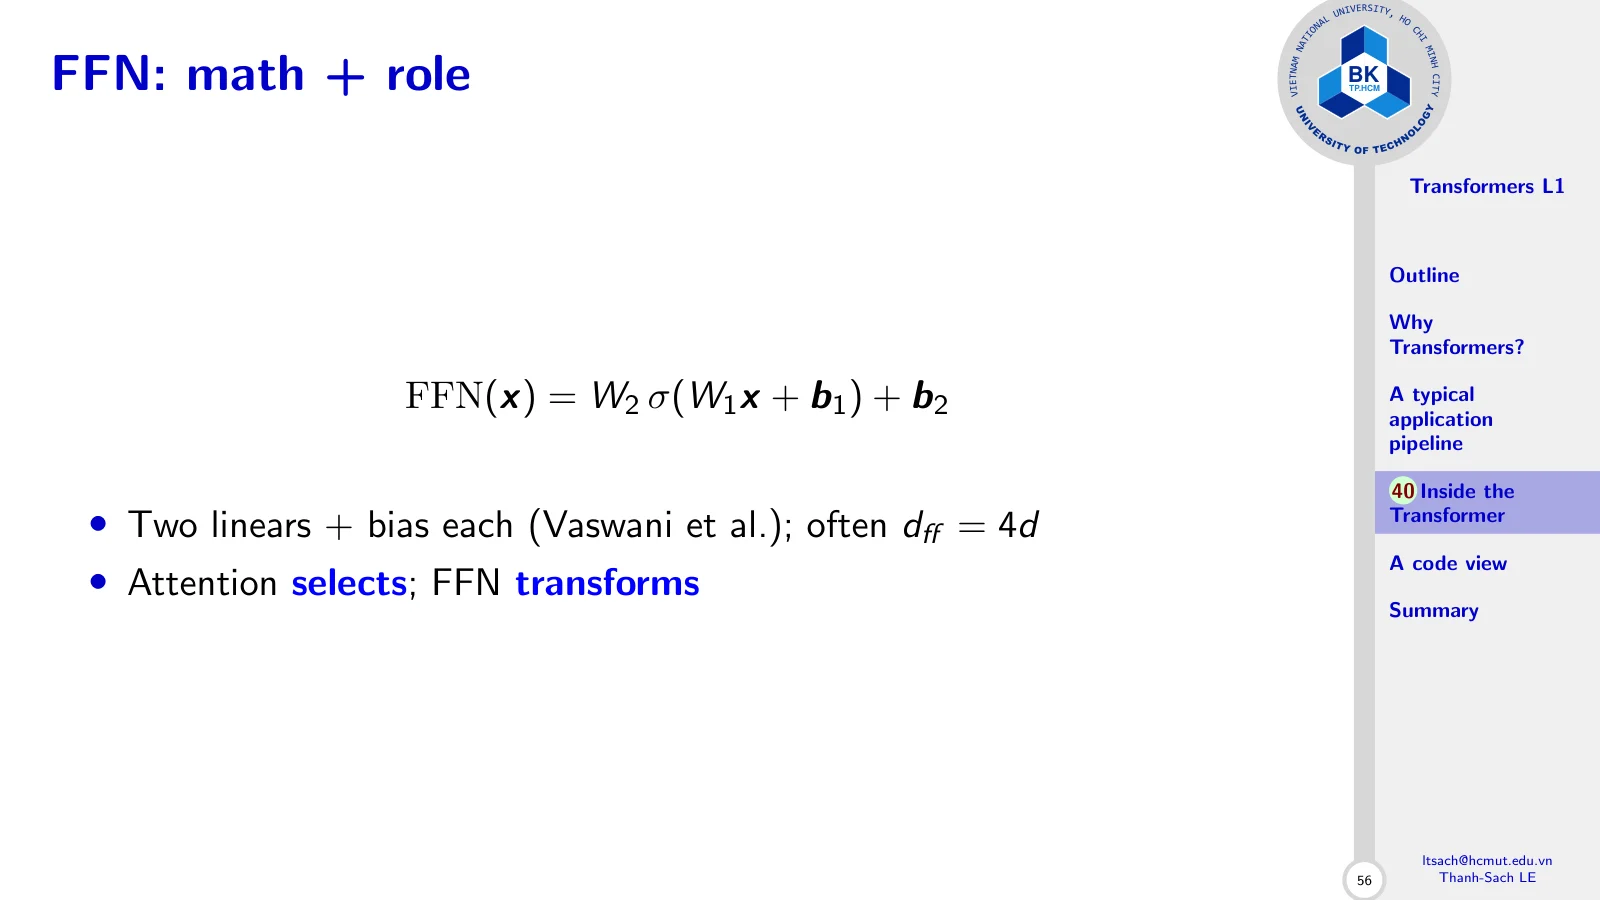 FFN: math + role
FFN(x) = W₂ σ(W₁x + b₁) + b₂
• Two linears + bias each (Vaswani et al.); often d_ff = 4d
• Attention selects; FFN transforms
VIETNAM NATIONAL UNIVERSITY, HO CHI MINH CITY
BK
TP.HCM
UNIVERSITY OF TECHNOLOGY
Transformers L1
Outline
Why
Transformers?
A typical
application
pipeline
40 Inside the
Transformer
A code view
Summary
ltsach@hcmut.edu.vn
Thanh-Sach LE
56